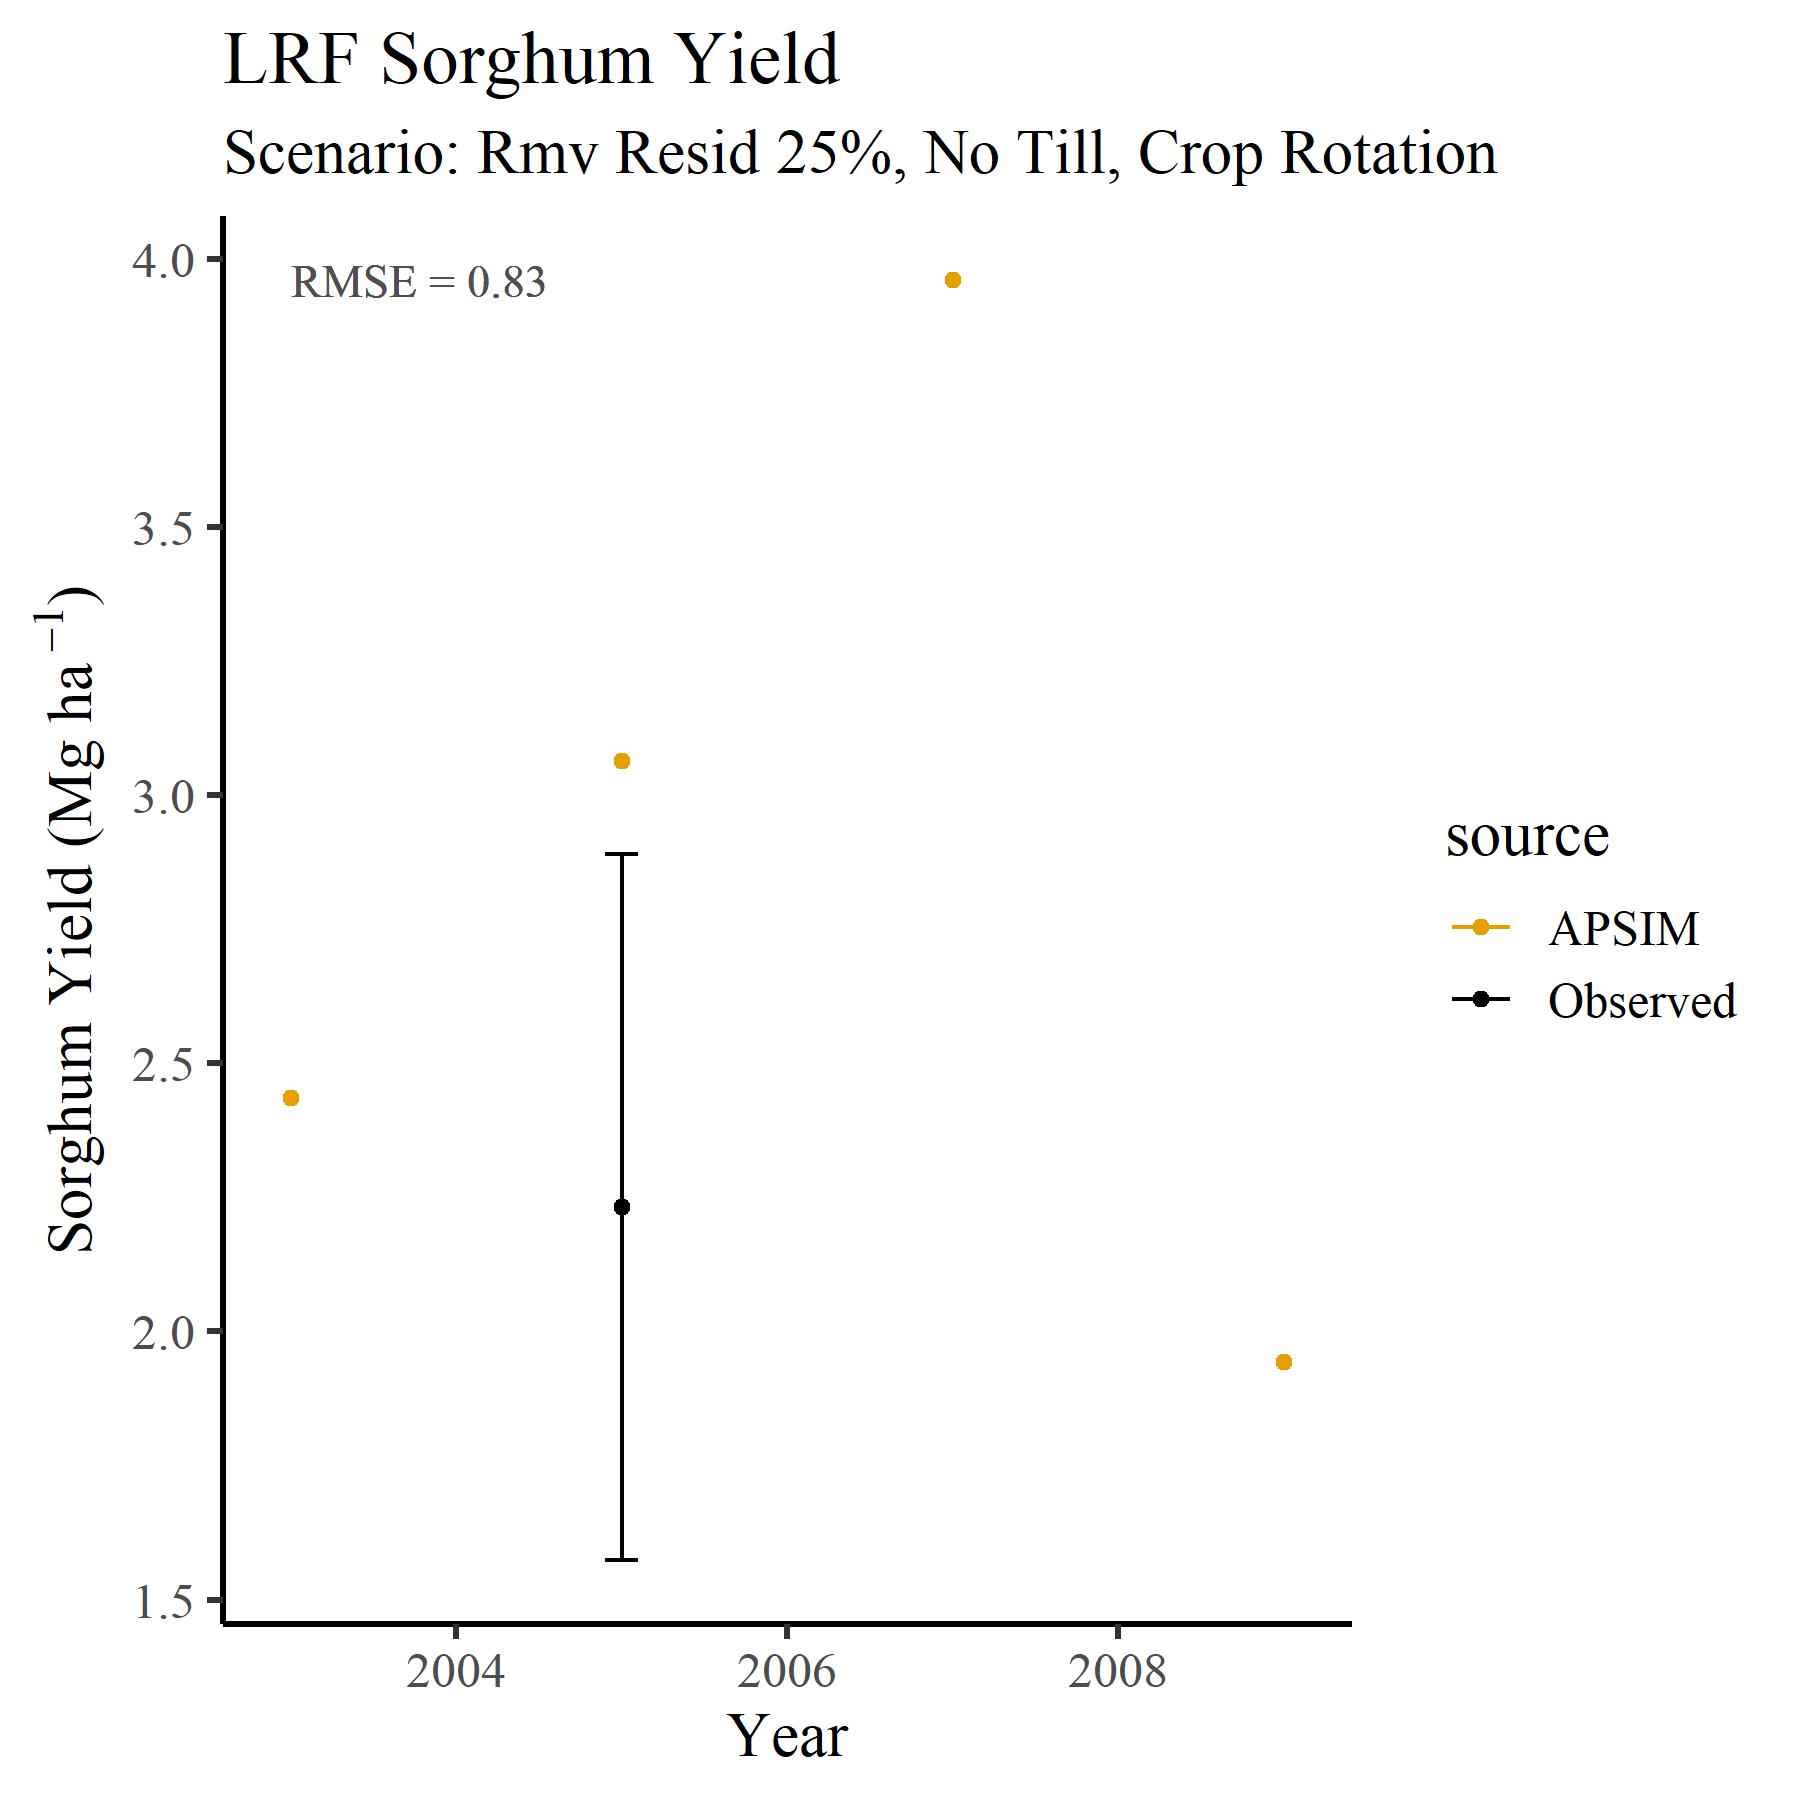 LRF Sorghum Yield
Scenario: Rmv Resid 25%, No Till, Crop Rotation
RMSE = 0.83
4.0
3.5
3.0
2.5
2.0
1.5
Sorghum Yield (Mg ha⁻¹)
2004
2006
2008
Year
source
APSIM
Observed